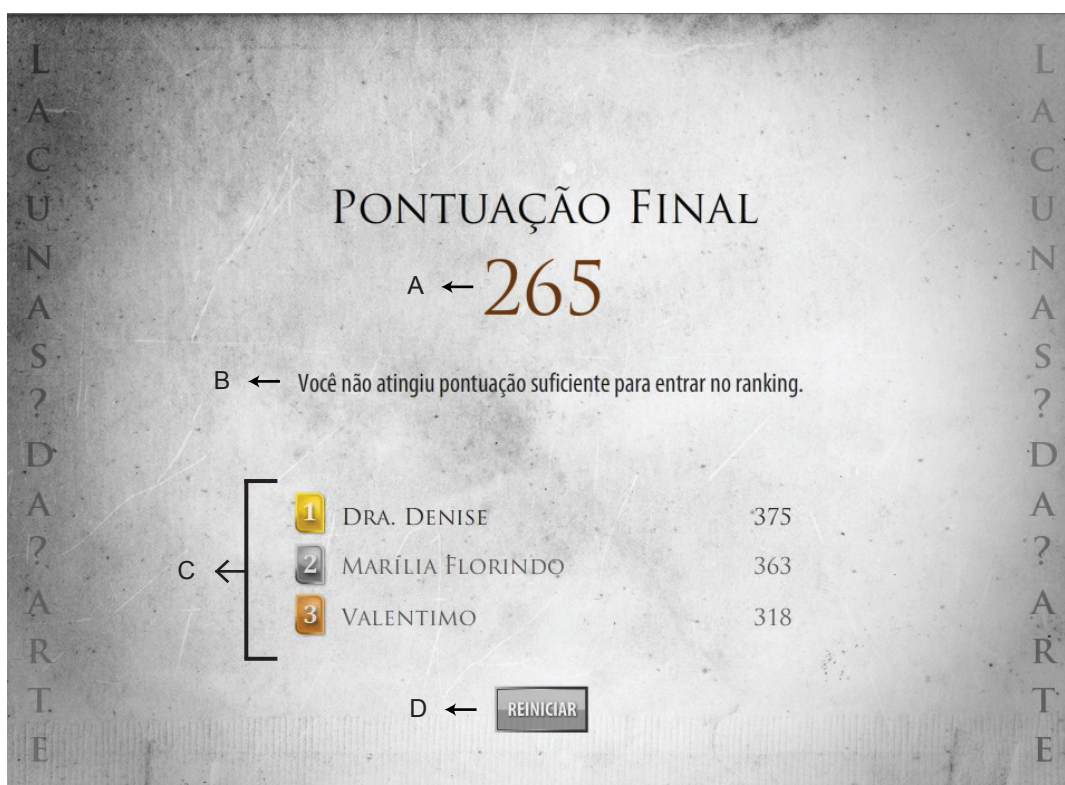 LACUNAS? DA? ARTE
PONTUAÇÃO FINAL
A 265
B Você não atingiu pontuação suficiente para entrar no ranking.
C
1 DRA. DENISE 375
2 MARÍLIA FLORINDO 363
3 VALENTIMO 318
D REINICIAR
LACUNAS? DA? ARTE